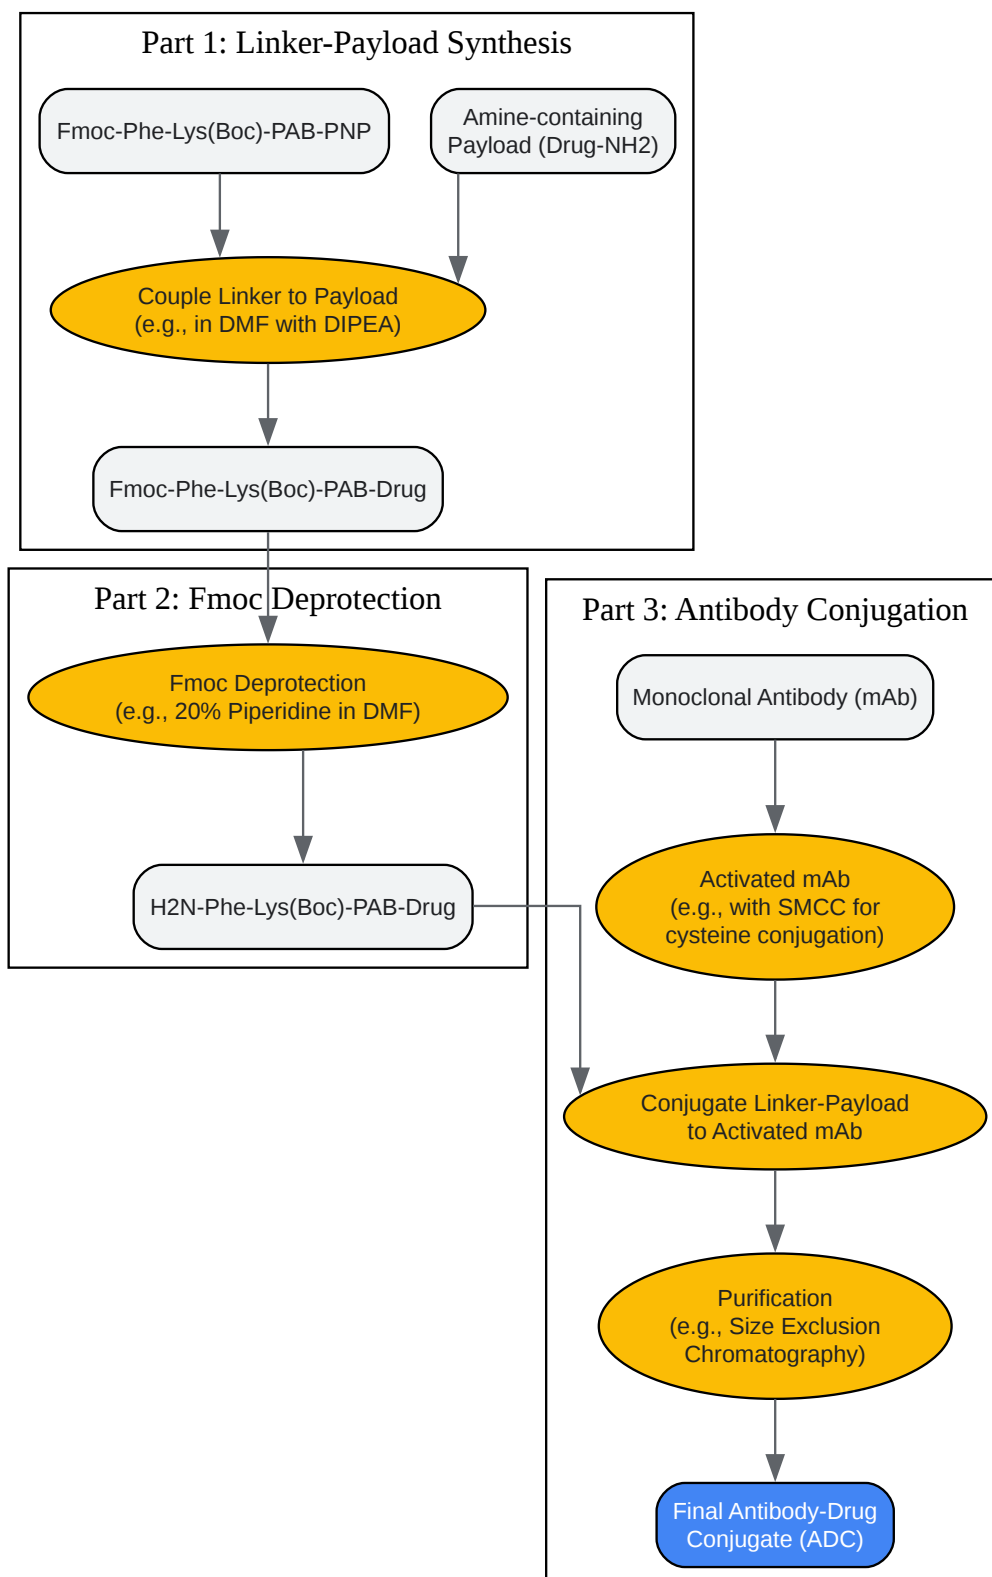 Part 1: Linker-Payload Synthesis
Fmoc-Phe-Lys(Boc)-PAB-PNP
Amine-containing
Payload (Drug-NH2)
Couple Linker to Payload
(e.g., in DMF with DIPEA)
Fmoc-Phe-Lys(Boc)-PAB-Drug
Part 2: Fmoc Deprotection
Fmoc Deprotection
(e.g., 20% Piperidine in DMF)
H2N-Phe-Lys(Boc)-PAB-Drug
Part 3: Antibody Conjugation
Monoclonal Antibody (mAb)
Activated mAb
(e.g., with SMCC for
cysteine conjugation)
Conjugate Linker-Payload
to Activated mAb
Purification
(e.g., Size Exclusion
Chromatography)
Final Antibody-Drug
Conjugate (ADC)